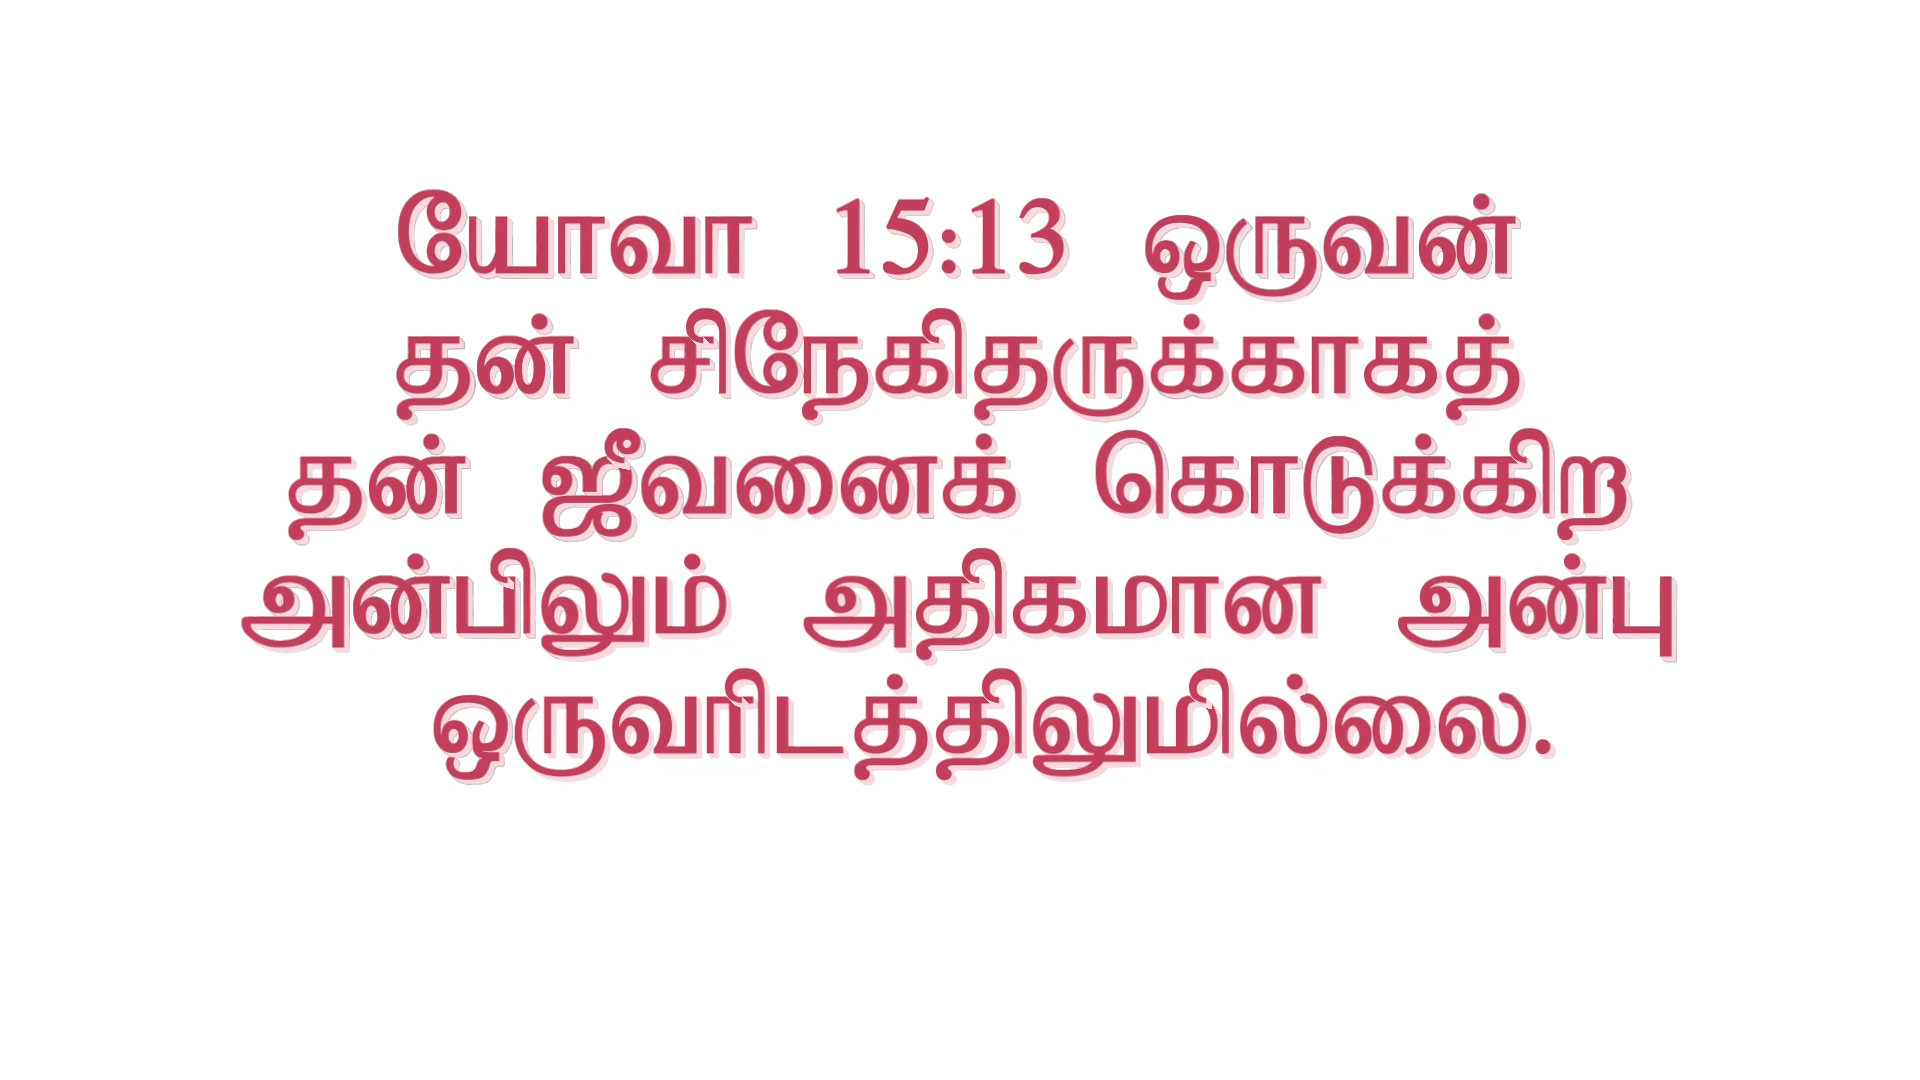 யோவா 15:13 ஒருவன்
தன் சிநேகிதருக்காகத்
தன் ஜீவனைக் கொடுக்கிற
அன்பிலும் அதிகமான அன்பு
ஒருவரிடத்திலுமில்லை.